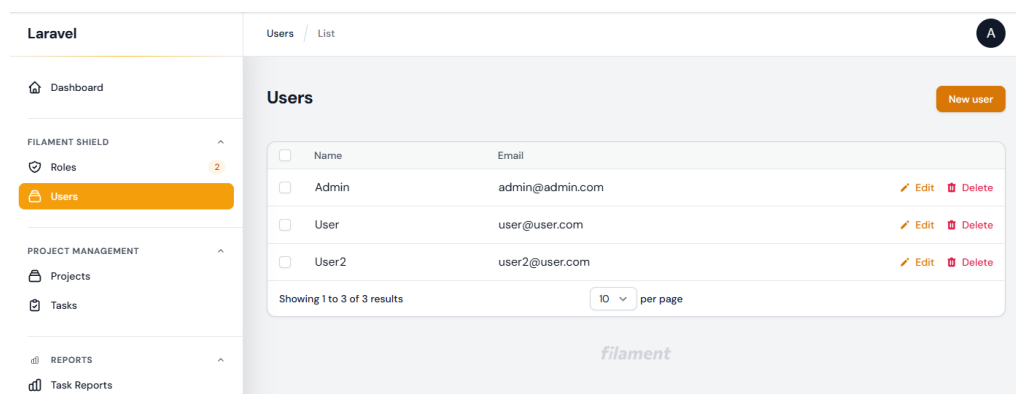 Laravel
Users / List
A
Dashboard
Users
New user
FILAMENT SHIELD
Roles 2
Users
PROJECT MANAGEMENT
Projects
Tasks
REPORTS
Task Reports
Name Email
Admin admin@admin.com Edit Delete
User user@user.com Edit Delete
User2 user2@user.com Edit Delete
Showing 1 to 3 of 3 results 10 per page
filament